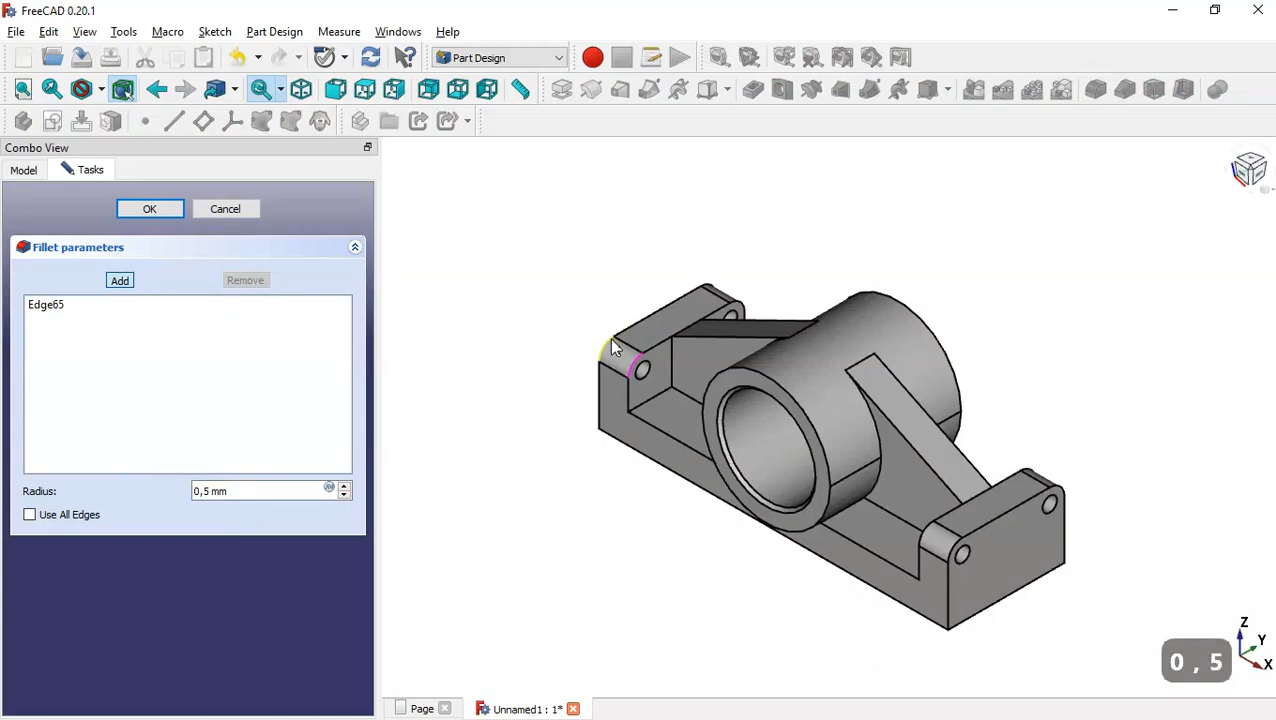 FreeCAD 0.20.1
File Edit View Tools Macro Sketch Part Design Measure Windows Help
Part Design
Combo View
Model Tasks
OK Cancel
Fillet parameters
Add Remove
Edge65
Radius: 0,5 mm
Use All Edges
Z
Y
X
0 , 5
Page Unnamed1 : 1*